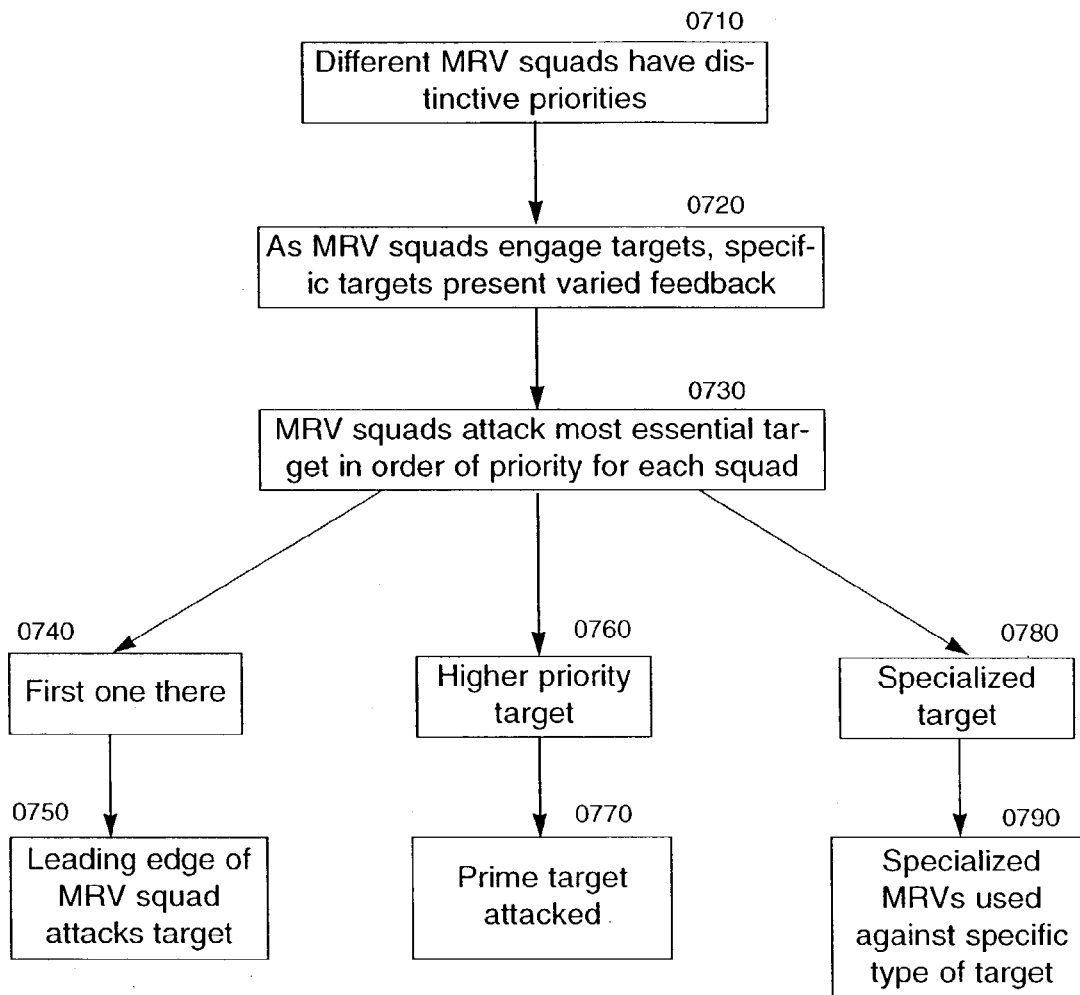 0710
Different MRV squads have dis-
tinctive priorities
0720
As MRV squads engage targets, specif-
ic targets present varied feedback
0730
MRV squads attack most essential tar-
get in order of priority for each squad
0740
First one there
0750
Leading edge of
MRV squad
attacks target
0760
Higher priority
target
0770
Prime target
attacked
0780
Specialized
target
0790
Specialized
MRVs used
against specific
type of target